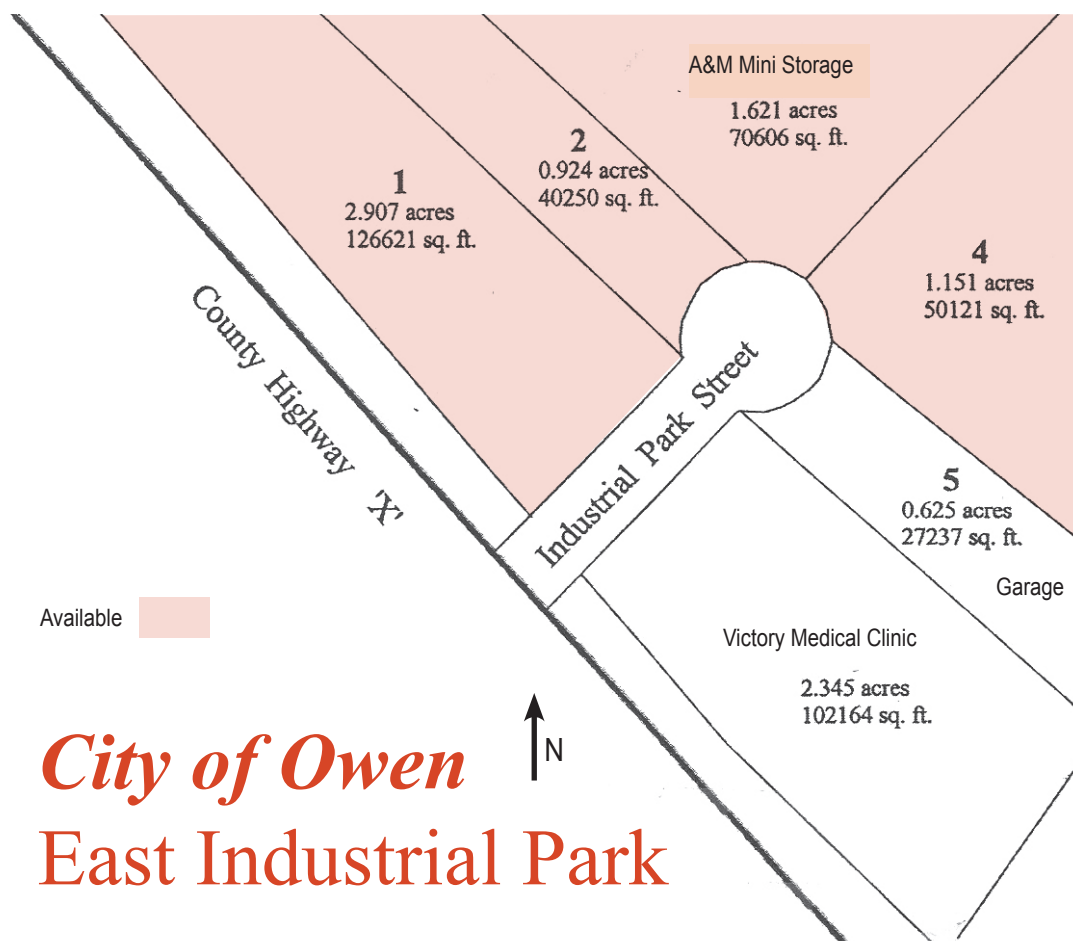 A&M Mini Storage
1.621 acres
70606 sq. ft.
2
0.924 acres
40250 sq. ft.
1
2.907 acres
126621 sq. ft.
4
1.151 acres
50121 sq. ft.
County Highway 'X'
Industrial Park Street
5
0.625 acres
27237 sq. ft.
Garage
Available
Victory Medical Clinic
2.345 acres
102164 sq. ft.
N
City of Owen
East Industrial Park